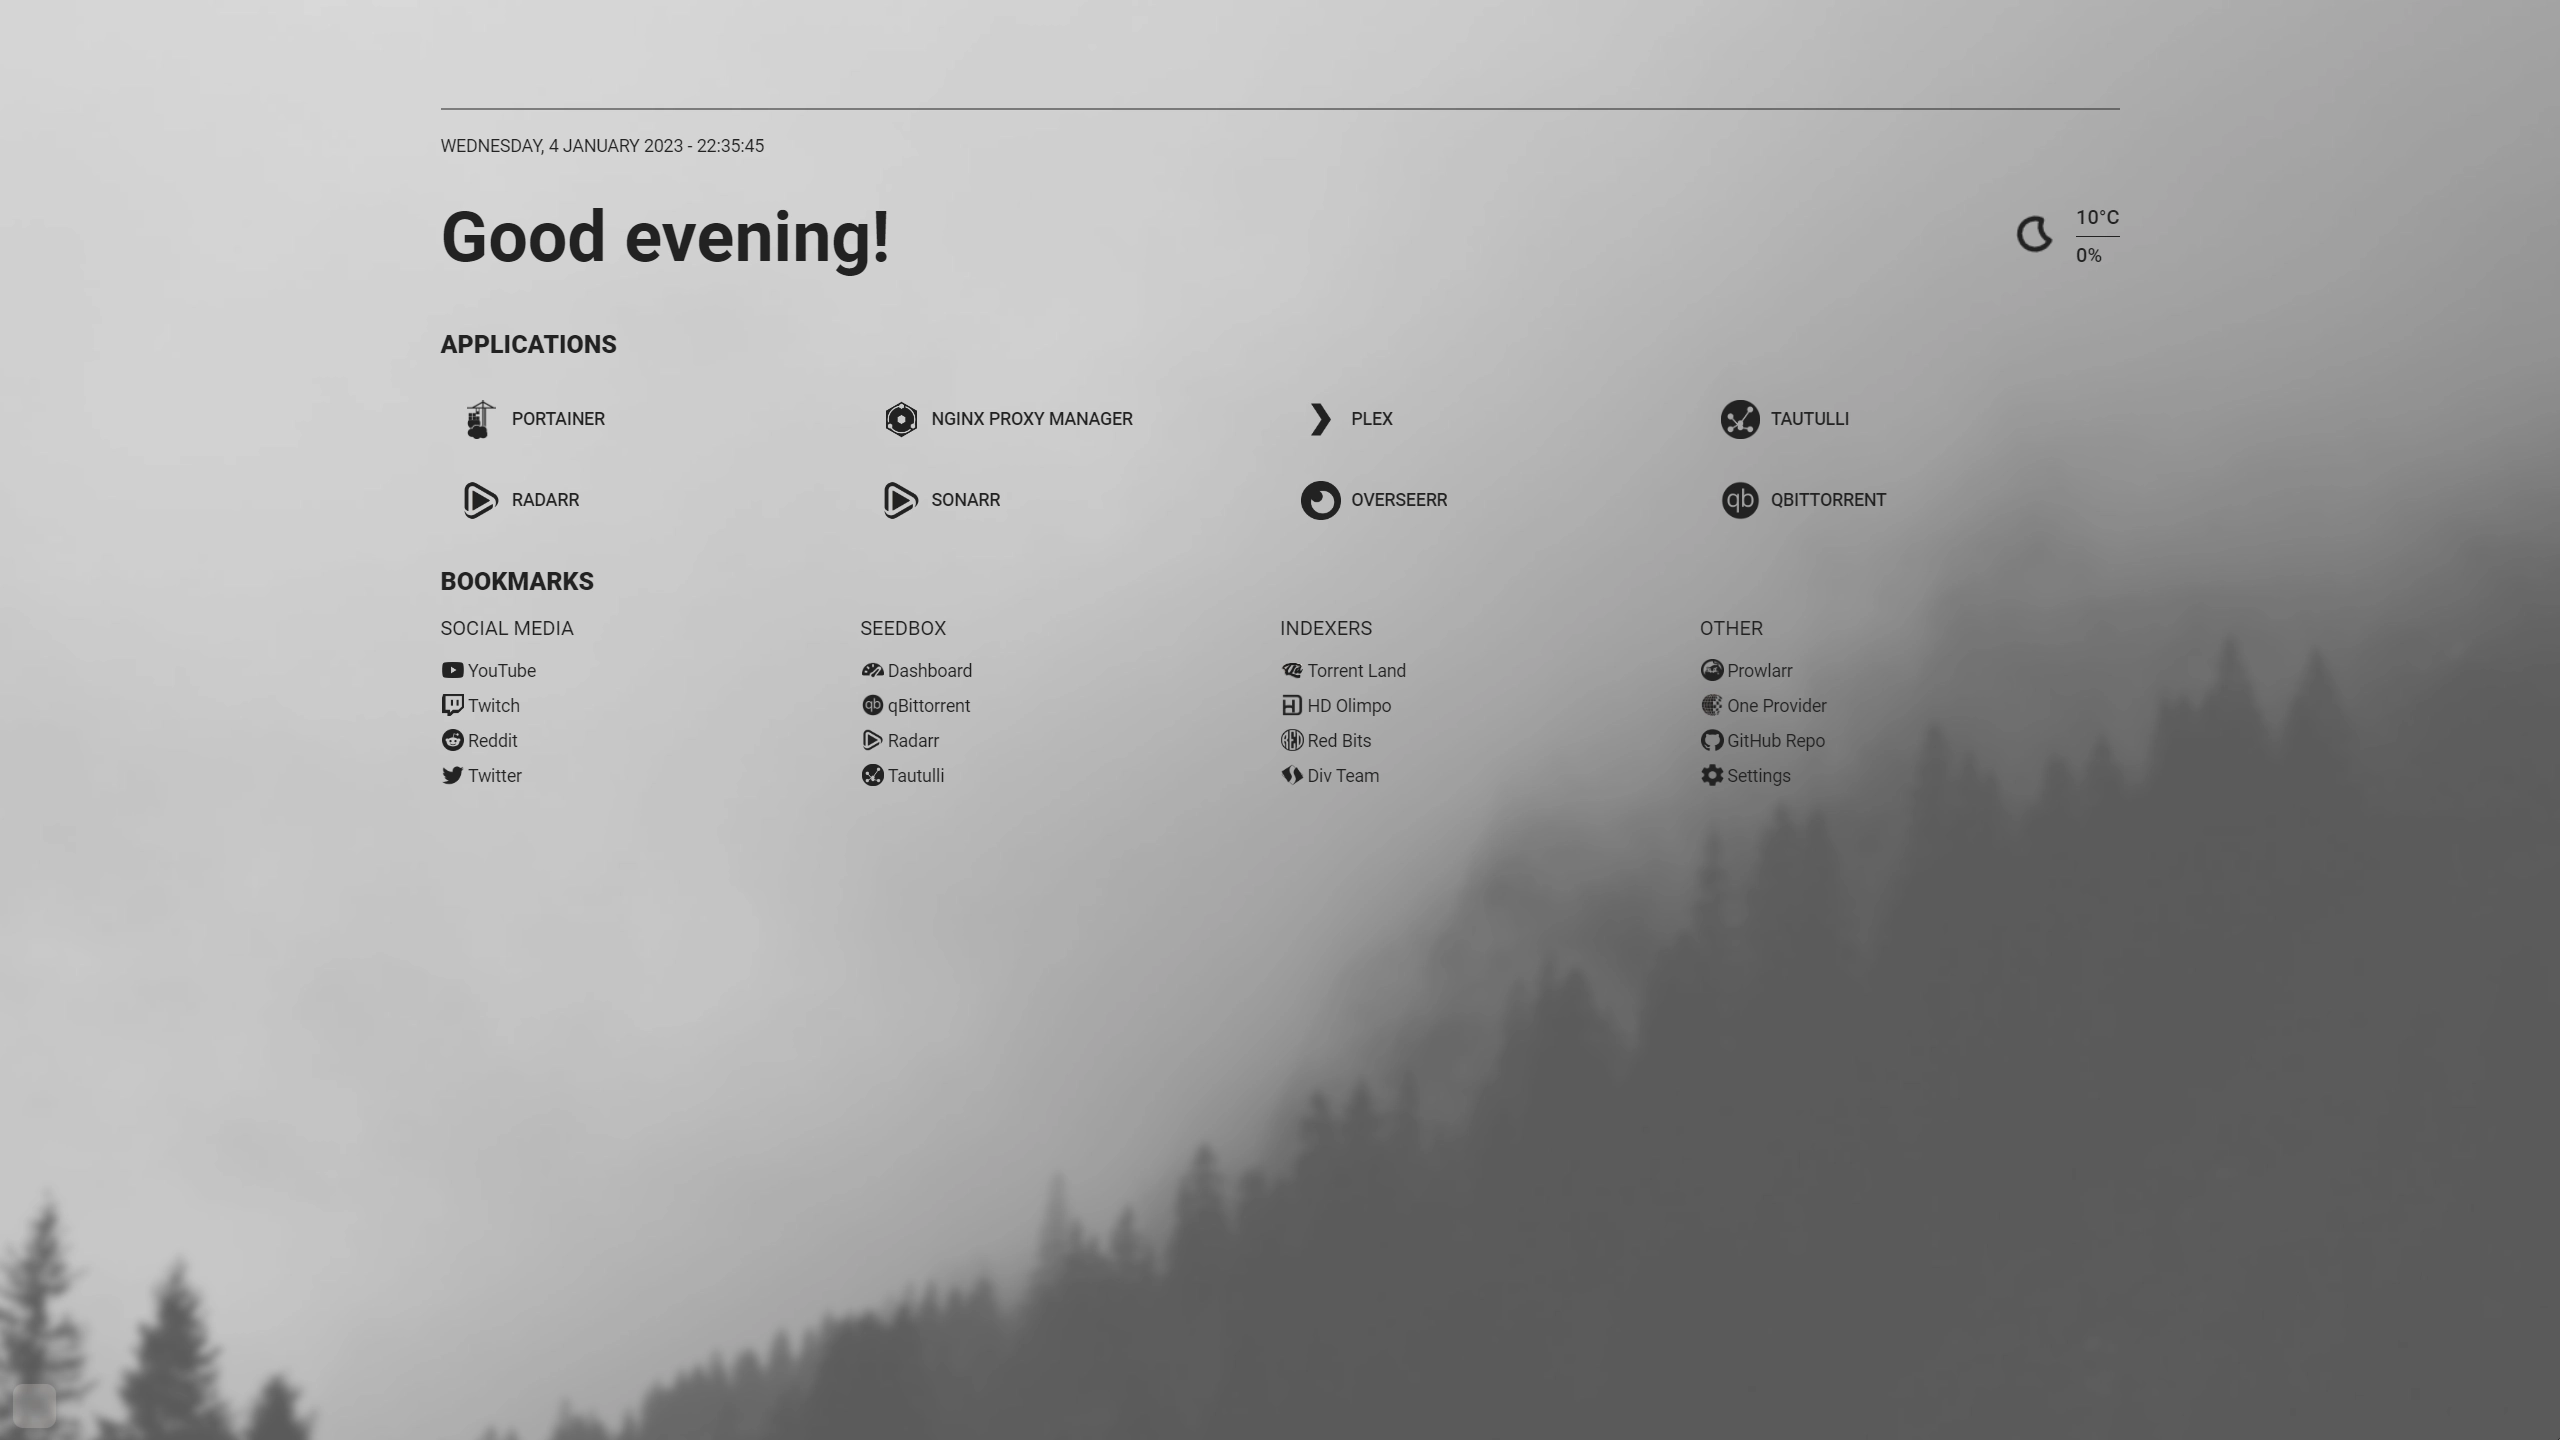 WEDNESDAY, 4 JANUARY 2023 - 22:35:45
Good evening!
10°C
0%
APPLICATIONS
PORTAINER
NGINX PROXY MANAGER
PLEX
TAUTULLI
RADARR
SONARR
OVERSEERR
qb QBITTORRENT
BOOKMARKS
SOCIAL MEDIA
YouTube
Twitch
Reddit
Twitter
SEEDBOX
Dashboard
qb qBittorrent
Radarr
Tautulli
INDEXERS
Torrent Land
HD Olimpo
Red Bits
Div Team
OTHER
Prowlarr
One Provider
GitHub Repo
Settings